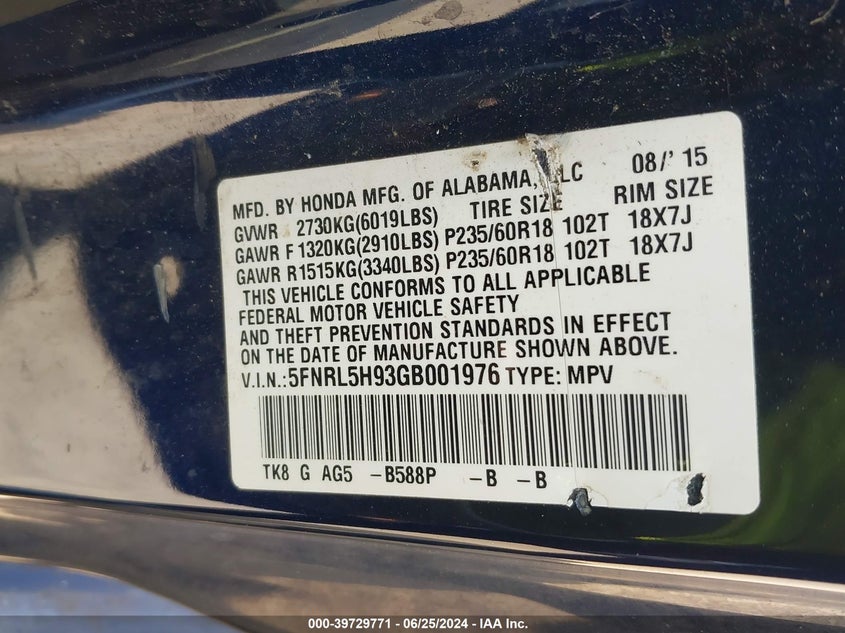 MFD. BY HONDA MFG. OF ALABAMA, LLC 08/'15
GVWR 2730KG(6019LBS) TIRE SIZE RIM SIZE
GAWR F 1320KG(2910LBS) P235/60R18 102T 18X7J
GAWR R1515KG(3340LBS) P235/60R18 102T 18X7J
THIS VEHICLE CONFORMS TO ALL APPLICABLE
FEDERAL MOTOR VEHICLE SAFETY
AND THEFT PREVENTION STANDARDS IN EFFECT
ON THE DATE OF MANUFACTURE SHOWN ABOVE.
V.I.N.:5FNRL5H93GB001976 TYPE: MPV
TK8 G AG5 -B588P -B -B
000-39729771 / 06/25/2024 - IAA Inc.